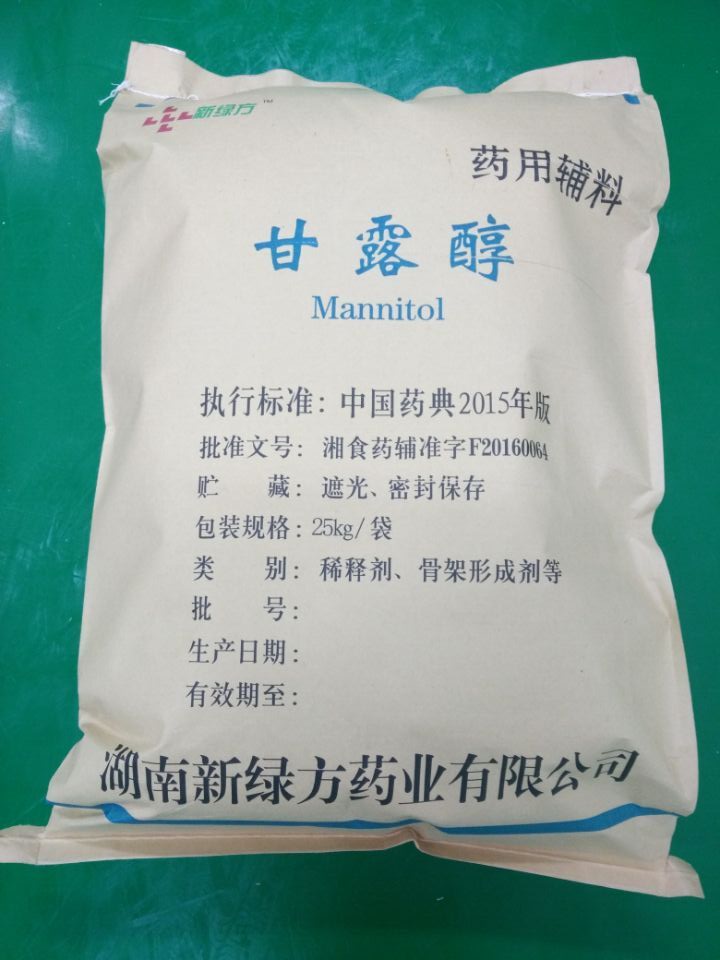 新绿方™
药用辅料
甘露醇
Mannitol
执行标准：中国药典2015年版
批准文号：湘食药辅准字F20160064
贮 藏：遮光、密封保存
包装规格：25kg/袋
类 别：稀释剂、骨架形成剂等
批 号：
生产日期：
有效期至：
湖南新绿方药业有限公司